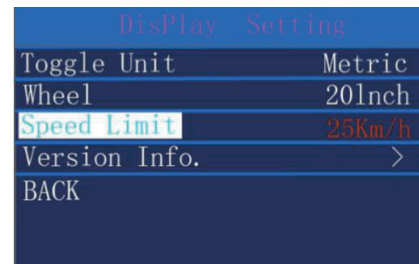 DisPlay Setting
Toggle Unit Metric
Wheel 20lnch
Speed Limit 25Km/h
Version Info. >
BACK